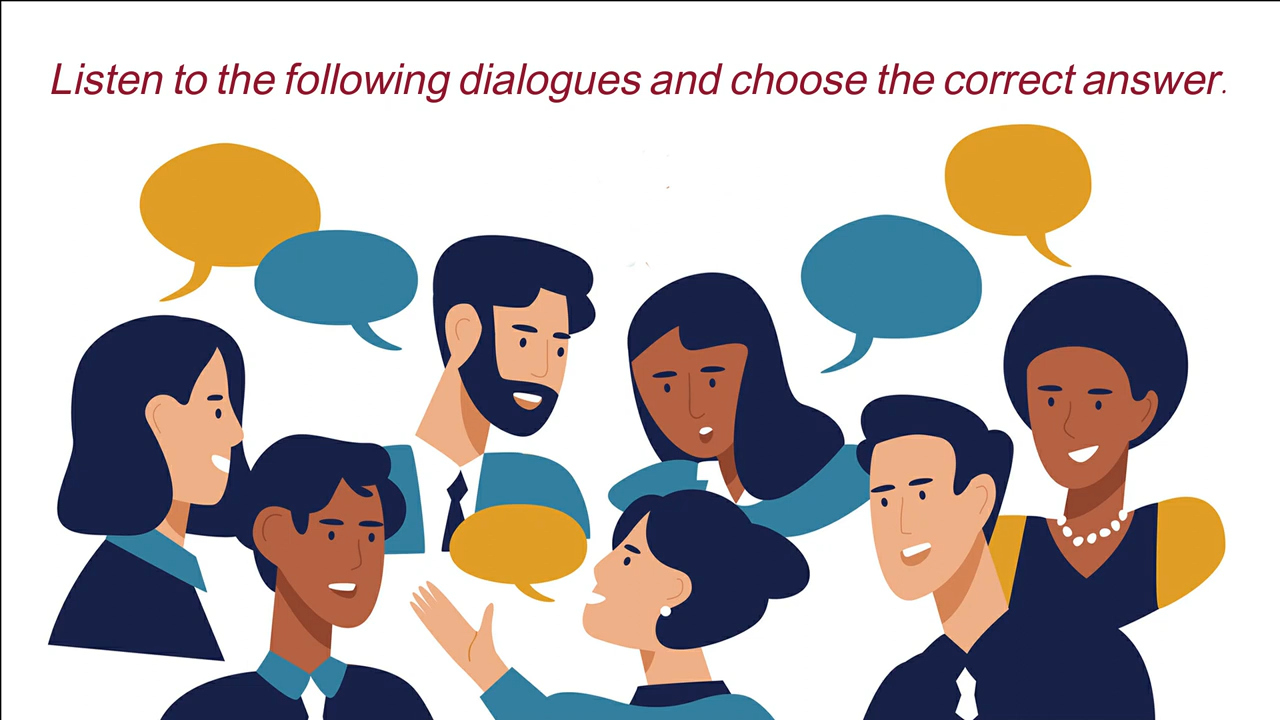 Listen to the following dialogues and choose the correct answer.